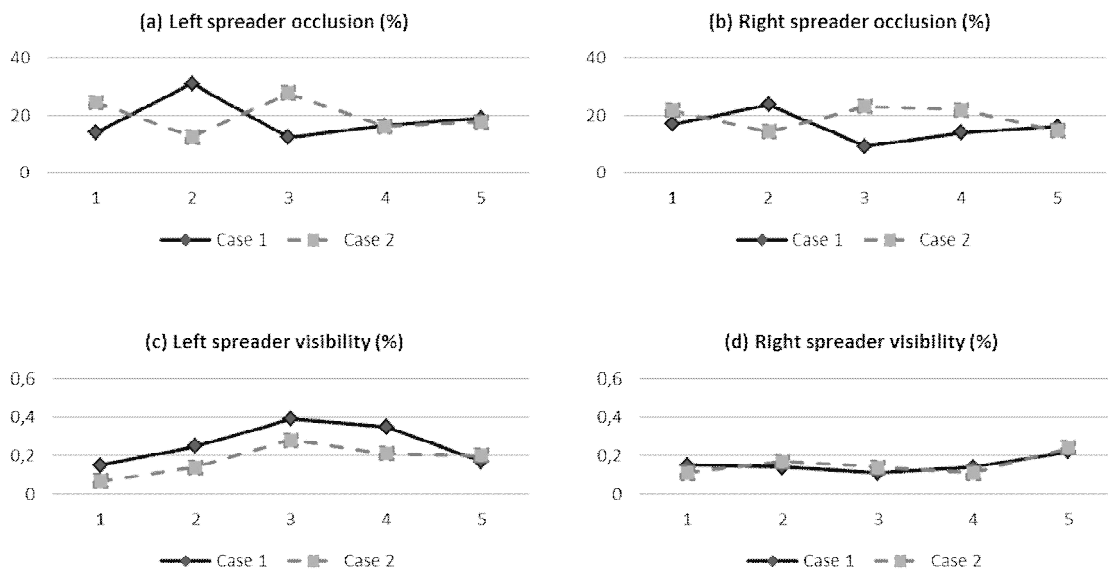 (a) Left spreader occlusion (%)
40
20
0
1 2 3 4 5
Case 1 Case 2
(b) Right spreader occlusion (%)
40
20
0
1 2 3 4 5
Case 1 Case 2
(c) Left spreader visibility (%)
0,6
0,4
0,2
0
1 2 3 4 5
Case 1 Case 2
(d) Right spreader visibility (%)
0,6
0,4
0,2
0
1 2 3 4 5
Case 1 Case 2